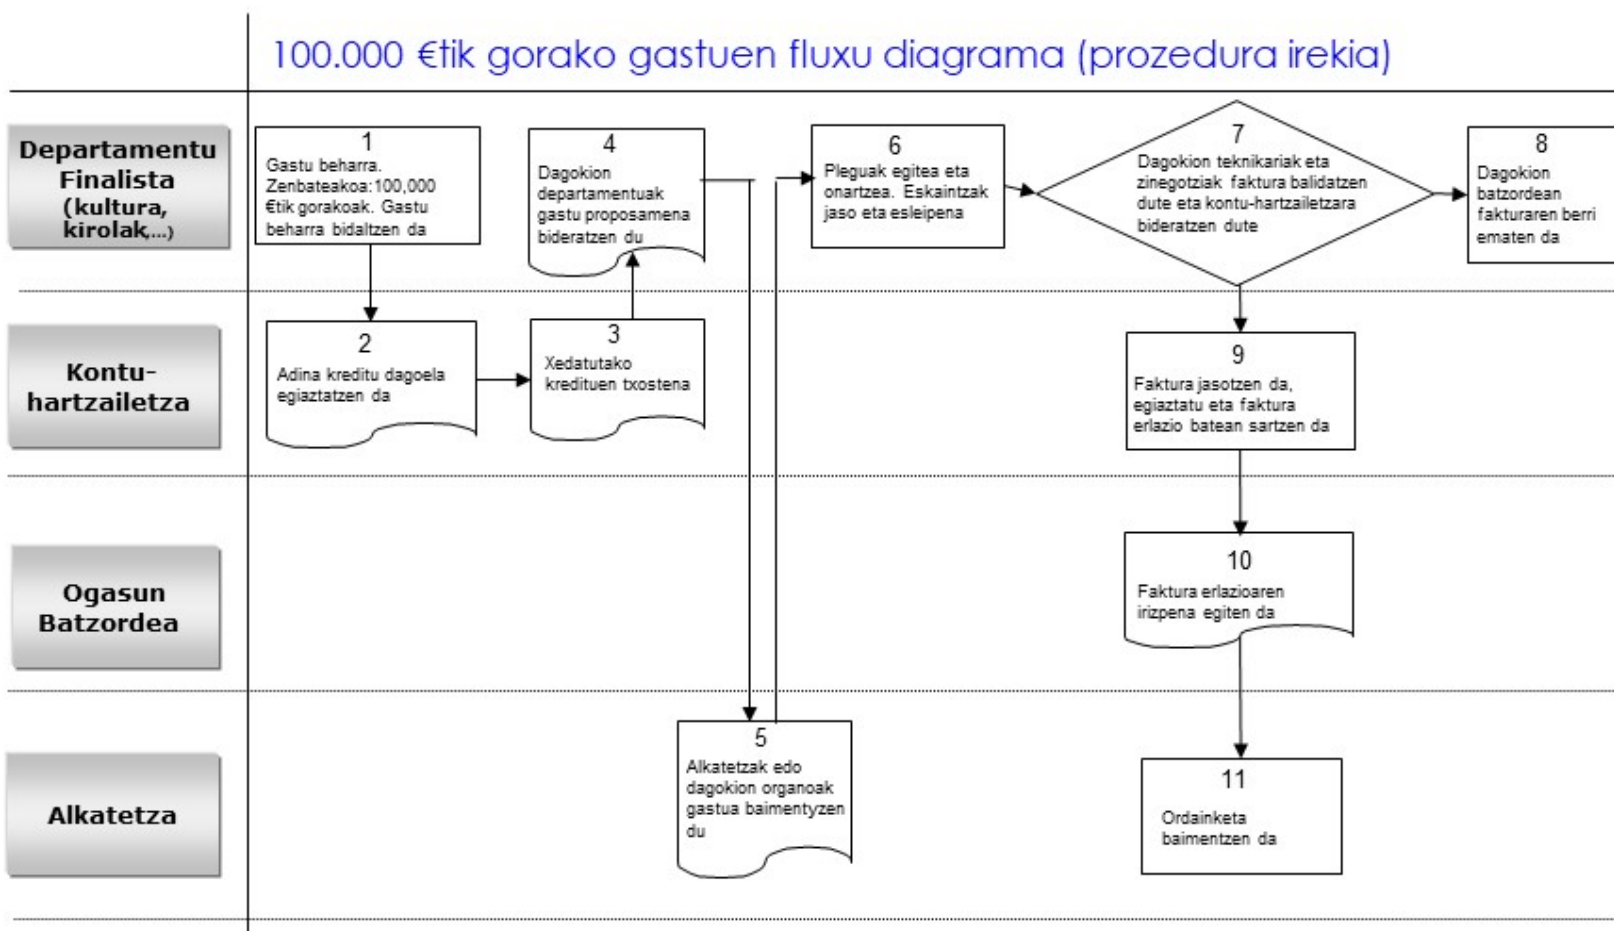 100.000 €tik gorako gastuen fluxu diagrama (prozedura irekia)
Departamentu
Finalista
(kultura,
kirolak,...)
1
Gastu beharra.
Zenbateakoa:100,000
€tik gorakoak. Gastu
beharra bidaltzen da
4
Dagokion
departamentuak
gastu proposamena
bideratzen du
6
Pleguak egitea eta
onartzea. Eskaintzak
jaso eta esleipena
7
Dagokion teknikariak eta
zinegotziak faktura balidatzen
dute eta kontu-hartzailetzara
bideratzen dute
8
Dagokion
batzordean
fakturaren berri
ematen da
Kontu-
hartzailetza
2
Adina kreditu dagoela
egiaztatzen da
3
Xedatutako
kredituen txostena
9
Faktura jasotzen da,
egiaztatu eta faktura
erlazio batean sartzen da
Ogasun
Batzordea
10
Faktura erlazioaren
irizpena egiten da
Alkatetza
5
Alkatetzak edo
dagokion organoak
gastua baimentyzen
du
11
Ordainketa
baimentzen da